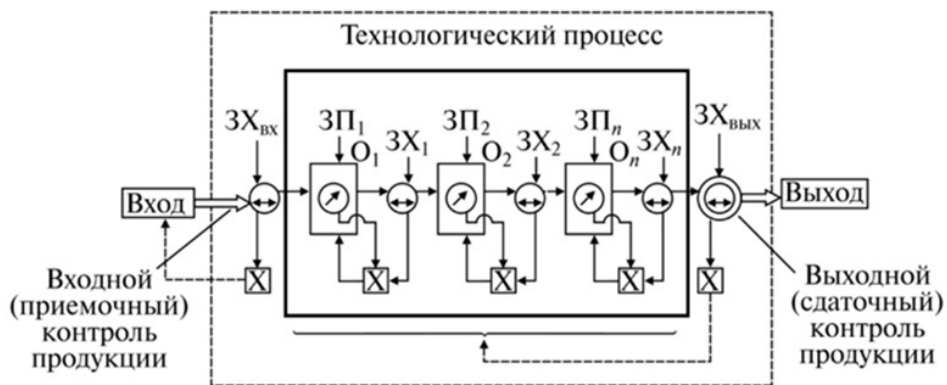 Технологический процесс
ЗХвх
ЗП1
О1
ЗХ1
ЗП2
О2
ЗХ2
ЗПn
Оn
ЗХn
ЗХвых
Вход
Выход
X
X
X
X
X
Входной
(приемочный)
контроль
продукции
Выходной
(сдаточный)
контроль
продукции